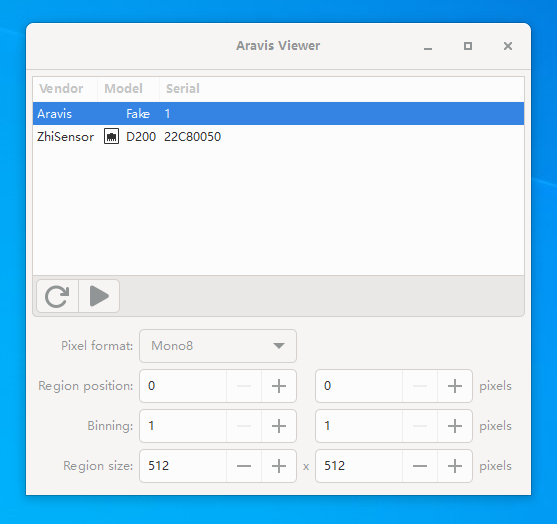 Aravis Viewer
Vendor Model Serial
Aravis Fake 1
ZhiSensor D200 22C80050
Pixel format: Mono8
Region position: 0 0 pixels
Binning: 1 1 pixels
Region size: 512 x 512 pixels